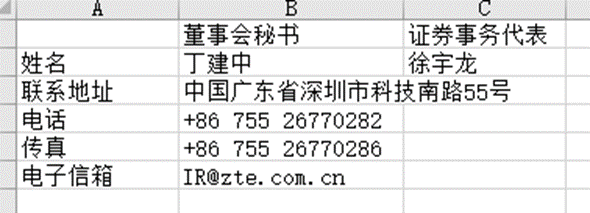 A B C
董事会秘书 证券事务代表
姓名 丁建中 徐宇龙
联系地址 中国广东省深圳市科技南路55号
电话 +86 755 26770282
传真 +86 755 26770286
电子信箱 IR@zte.com.cn